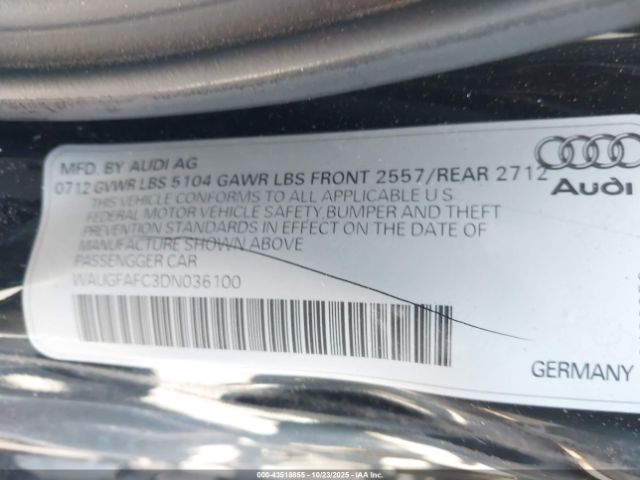 MFD. BY AUDI AG
0712 GVWR LBS 5104 GAWR LBS FRONT 2557/REAR 2712
THIS VEHICLE CONFORMS TO ALL APPLICABLE U.S
FEDERAL MOTOR VEHICLE SAFETY, BUMPER AND THEFT
PREVENTION STANDARDS IN EFFECT ON THE DATE OF
MANUFACTURE SHOWN ABOVE
PASSENGGER CAR
WAUGFAFC3DN036100
Audi
GERMANY
000-43518855 10/23/2025 - IAAI.COM